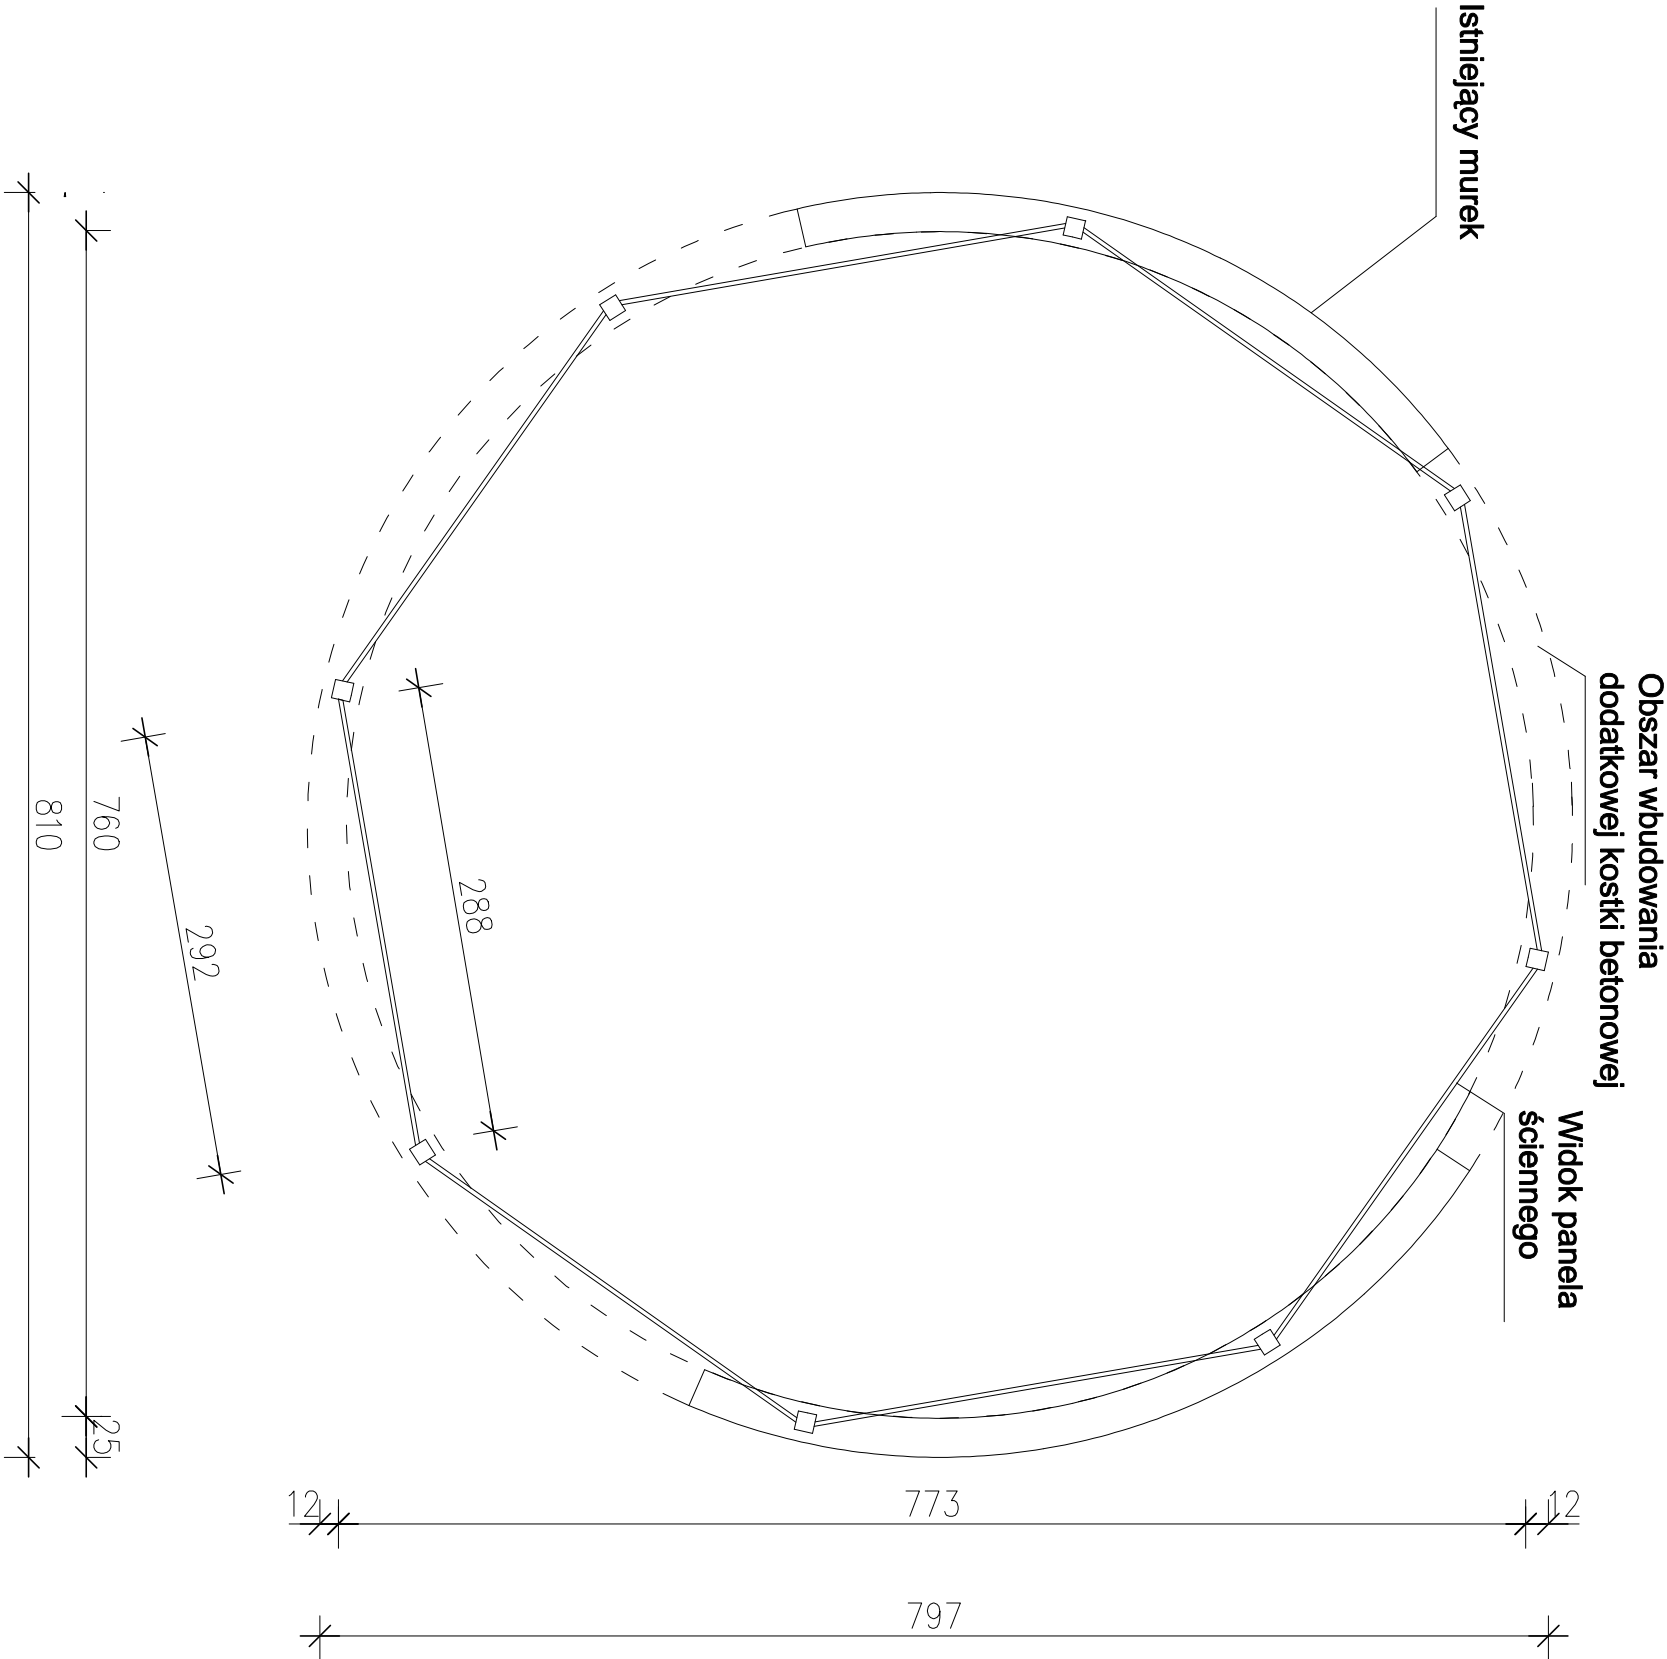 Istniejący murek
Obszar wbudowania
dodatkowej kostki betonowej
Widok panela
ściennego
288
292
760
810
25
12
773
12
797